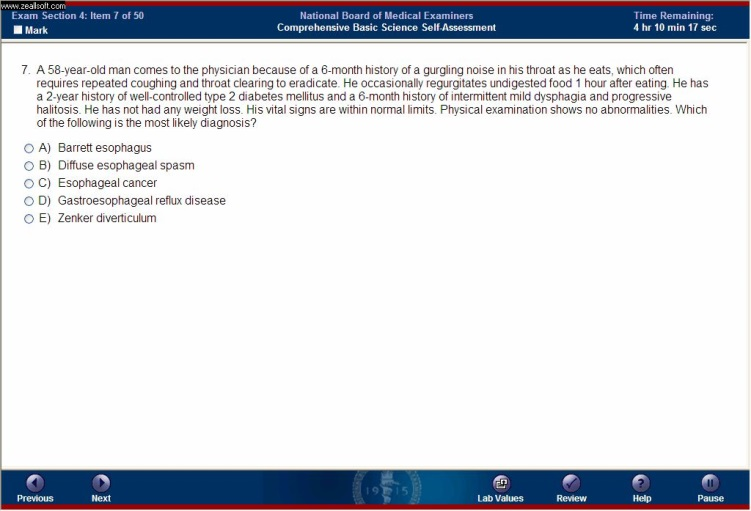 www.zeallsoft.com
Exam Section 4: Item 7 of 50
National Board of Medical Examiners
Time Remaining:
Mark
Comprehensive Basic Science Self-Assessment
4 hr 10 min 17 sec
7. A 58-year-old man comes to the physician because of a 6-month history of a gurgling noise in his throat as he eats, which often
requires repeated coughing and throat clearing to eradicate. He occasionally regurgitates undigested food 1 hour after eating. He has
a 2-year history of well-controlled type 2 diabetes mellitus and a 6-month history of intermittent mild dysphagia and progressive
halitosis. He has not had any weight loss. His vital signs are within normal limits. Physical examination shows no abnormalities. Which
of the following is the most likely diagnosis?
A) Barrett esophagus
B) Diffuse esophageal spasm
C) Esophageal cancer
D) Gastroesophageal reflux disease
E) Zenker diverticulum
1915
Previous
Next
Lab Values
Review
Help
Pause